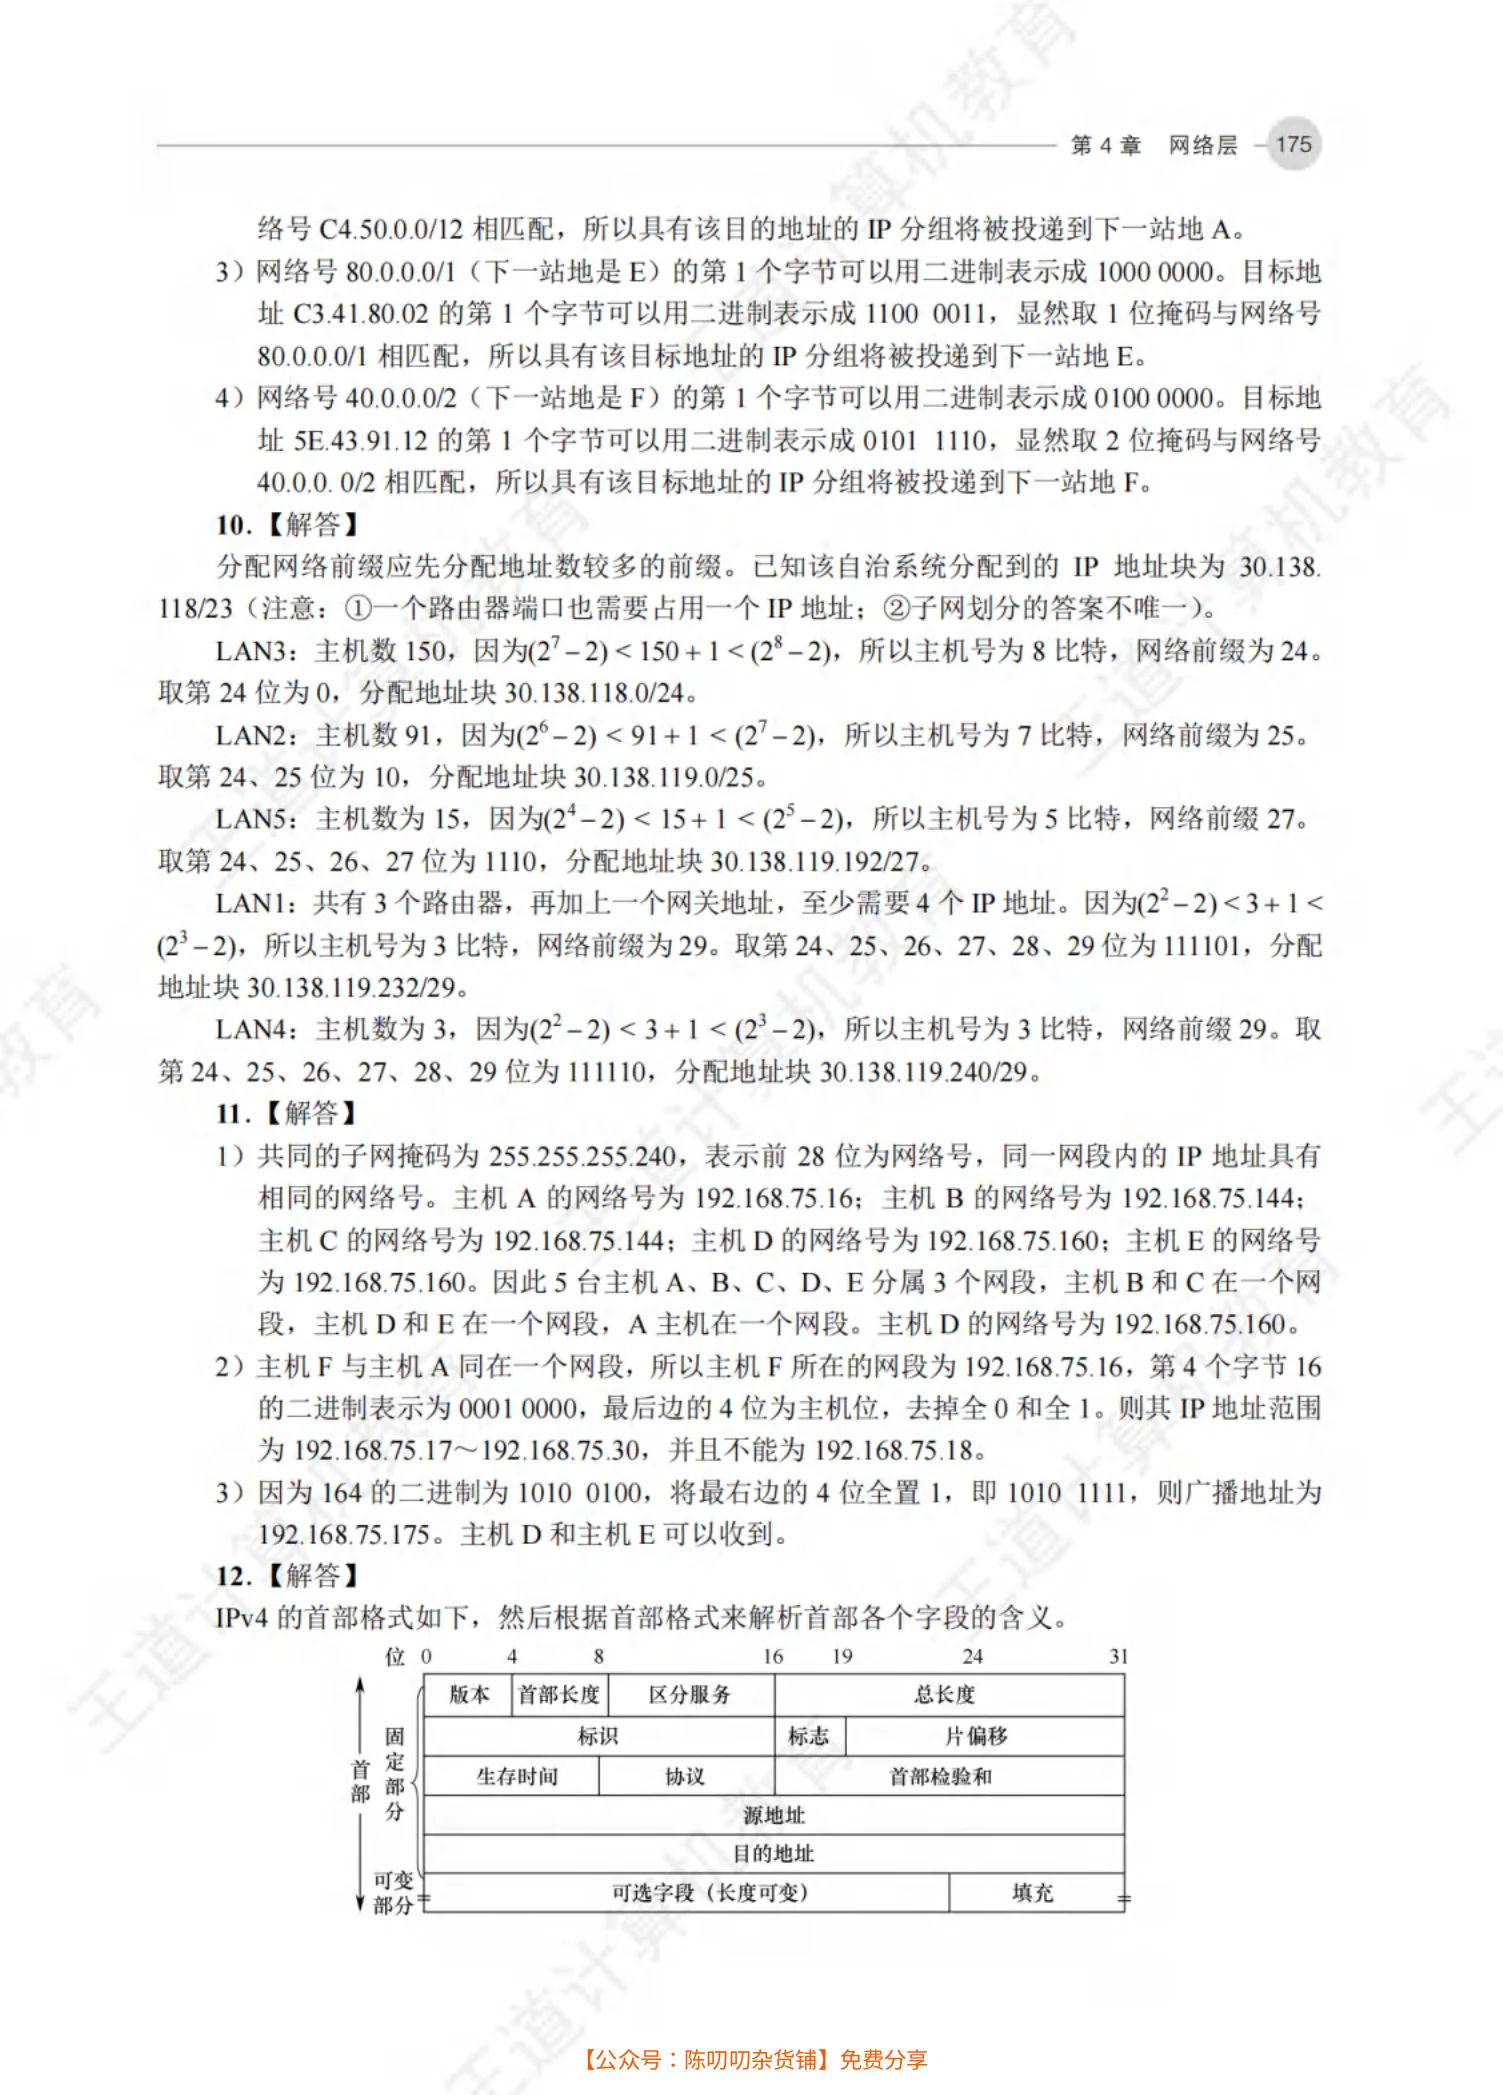 第 4 章 网络层 175
络号 C4.50.0.0/12 相匹配，所以具有该目的地址的 IP 分组将被投递到下一站地 A。
3）网络号 80.0.0.0/1（下一站地是 E）的第 1 个字节可以用二进制表示成 1000 0000。目标地
址 C3.41.80.02 的第 1 个字节可以用二进制表示成 1100 0011，显然取 1 位掩码与网络号
80.0.0.0/1 相匹配，所以具有该目标地址的 IP 分组将被投递到下一站地 E。
4）网络号 40.0.0.0/2（下一站地是 F）的第 1 个字节可以用二进制表示成 0100 0000。目标地
址 5E.43.91.12 的第 1 个字节可以用二进制表示成 0101 1110，显然取 2 位掩码与网络号
40.0.0. 0/2 相匹配，所以具有该目标地址的 IP 分组将被投递到下一站地 F。
10.【解答】
分配网络前缀应先分配地址数较多的前缀。已知该自治系统分配到的 IP 地址块为 30.138.
118/23（注意：①一个路由器端口也需要占用一个 IP 地址；②子网划分的答案不唯一）。
LAN3：主机数 150，因为(2⁷ – 2) < 150 + 1 < (2⁸ – 2)，所以主机号为 8 比特，网络前缀为 24。
取第 24 位为 0，分配地址块 30.138.118.0/24。
LAN2：主机数 91，因为(2⁶ – 2) < 91 + 1 < (2⁷ – 2)，所以主机号为 7 比特，网络前缀为 25。
取第 24、25 位为 10，分配地址块 30.138.119.0/25。
LAN5：主机数为 15，因为(2⁴ – 2) < 15 + 1 < (2⁵ – 2)，所以主机号为 5 比特，网络前缀 27。
取第 24、25、26、27 位为 1110，分配地址块 30.138.119.192/27。
LAN1：共有 3 个路由器，再加上一个网关地址，至少需要 4 个 IP 地址。因为(2² – 2) < 3 + 1 <
(2³ – 2)，所以主机号为 3 比特，网络前缀为 29。取第 24、25、26、27、28、29 位为 111101，分配
地址块 30.138.119.232/29。
LAN4：主机数为 3，因为(2² – 2) < 3 + 1 < (2³ – 2)，所以主机号为 3 比特，网络前缀 29。取
第 24、25、26、27、28、29 位为 111110，分配地址块 30.138.119.240/29。
11.【解答】
1）共同的子网掩码为 255.255.255.240，表示前 28 位为网络号，同一网段内的 IP 地址具有
相同的网络号。主机 A 的网络号为 192.168.75.16；主机 B 的网络号为 192.168.75.144；
主机 C 的网络号为 192.168.75.144；主机 D 的网络号为 192.168.75.160；主机 E 的网络号
为 192.168.75.160。因此 5 台主机 A、B、C、D、E 分属 3 个网段，主机 B 和 C 在一个网
段，主机 D 和 E 在一个网段，A 主机在一个网段。主机 D 的网络号为 192.168.75.160。
2）主机 F 与主机 A 同在一个网段，所以主机 F 所在的网段为 192.168.75.16，第 4 个字节 16
的二进制表示为 0001 0000，最后边的 4 位为主机位，去掉全 0 和全 1。则其 IP 地址范围
为 192.168.75.17～192.168.75.30，并且不能为 192.168.75.18。
3）因为 164 的二进制为 1010 0100，将最右边的 4 位全置 1，即 1010 1111，则广播地址为
192.168.75.175。主机 D 和主机 E 可以收到。
12.【解答】
IPv4 的首部格式如下，然后根据首部格式来解析首部各个字段的含义。
位 0 4 8 16 19 24 31
版本 首部长度 区分服务 总长度
标识 标志 片偏移
生存时间 协议 首部检验和
源地址
目的地址
可选字段（长度可变） 填充
首部
固定部分
可变部分
【公众号：陈叨叨杂货铺】免费分享
王道计算机教育